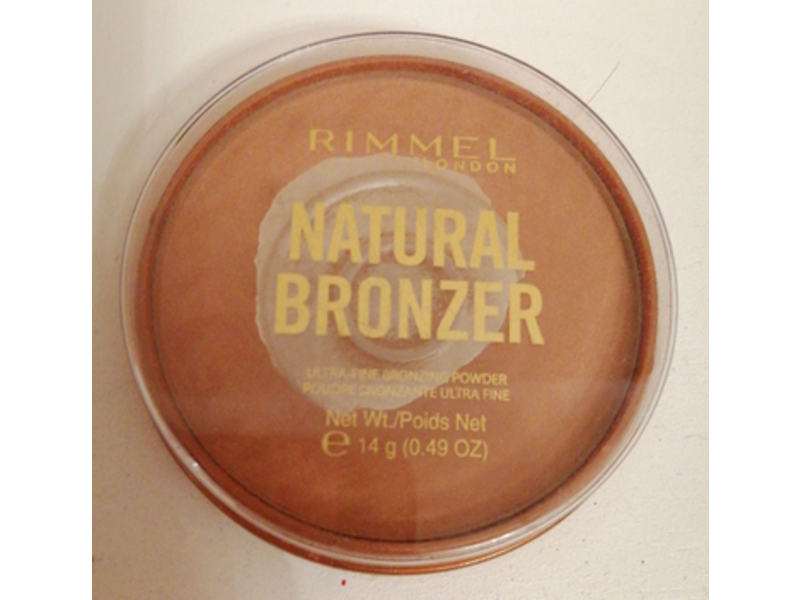 RIMMEL
LONDON
NATURAL
BRONZER
ULTRA-FINE BRONZING POWDER
POUDRE BRONZANTE ULTRA FINE
Net Wt./Poids Net
℮ 14 g (0.49 OZ)